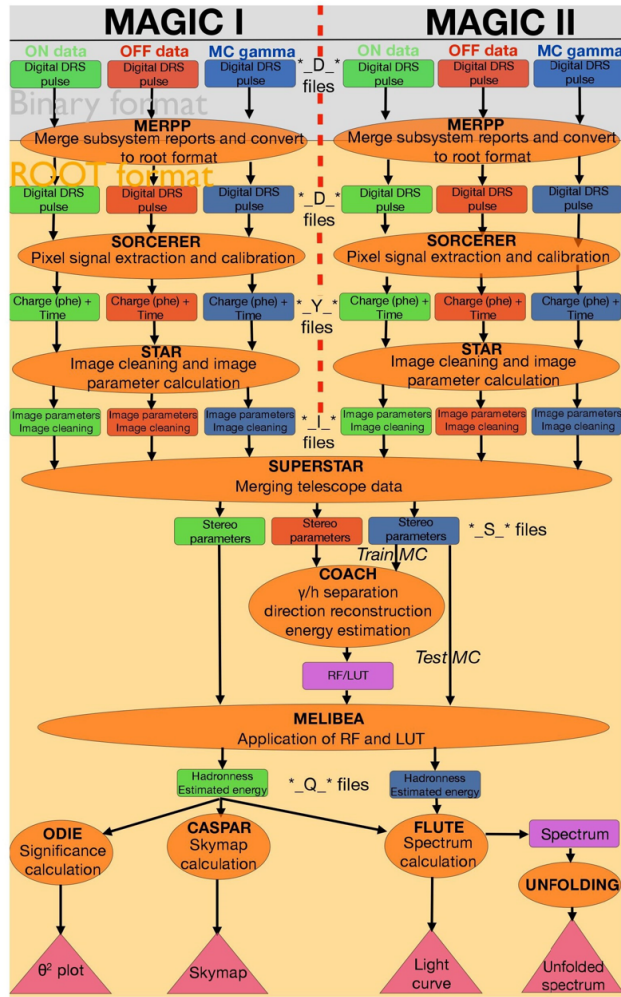 MAGIC I
MAGIC II
ON data OFF data MC gamma
ON data OFF data MC gamma
Digital DRS
pulse
Digital DRS
pulse
Digital DRS
pulse
*_D_*
files
Digital DRS
pulse
Digital DRS
pulse
Digital DRS
pulse
Binary format
MERPP
Merge subsystem reports and convert
to root format
MERPP
Merge subsystem reports and convert
to root format
ROOT format
Digital DRS
pulse
Digital DRS
pulse
Digital DRS
pulse
*_D_*
files
Digital DRS
pulse
Digital DRS
pulse
Digital DRS
pulse
SORCERER
Pixel signal extraction and calibration
SORCERER
Pixel signal extraction and calibration
Charge (phe) +
Time
Charge (phe) +
Time
Charge (phe) +
Time
*_Y_*
files
Charge (phe) +
Time
Charge (phe) +
Time
Charge (phe) +
Time
STAR
Image cleaning and image
parameter calculation
STAR
Image cleaning and image
parameter calculation
Image parameters
Image cleaning
Image parameters
Image cleaning
Image parameters
Image cleaning
*_I_*
files
Image parameters
Image cleaning
Image parameters
Image cleaning
Image parameters
Image cleaning
SUPERSTAR
Merging telescope data
Stereo
parameters
Stereo
parameters
Stereo
parameters
*_S_* files
Train MC
COACH
γ/h separation
direction reconstruction
energy estimation
Test MC
RF/LUT
MELIBEA
Application of RF and LUT
Hadronness
Estimated energy
*_Q_* files
Hadronness
Estimated energy
ODIE
Significance
calculation
CASPAR
Skymap
calculation
FLUTE
Spectrum
calculation
Spectrum
UNFOLDING
θ² plot
Skymap
Light
curve
Unfolded
spectrum